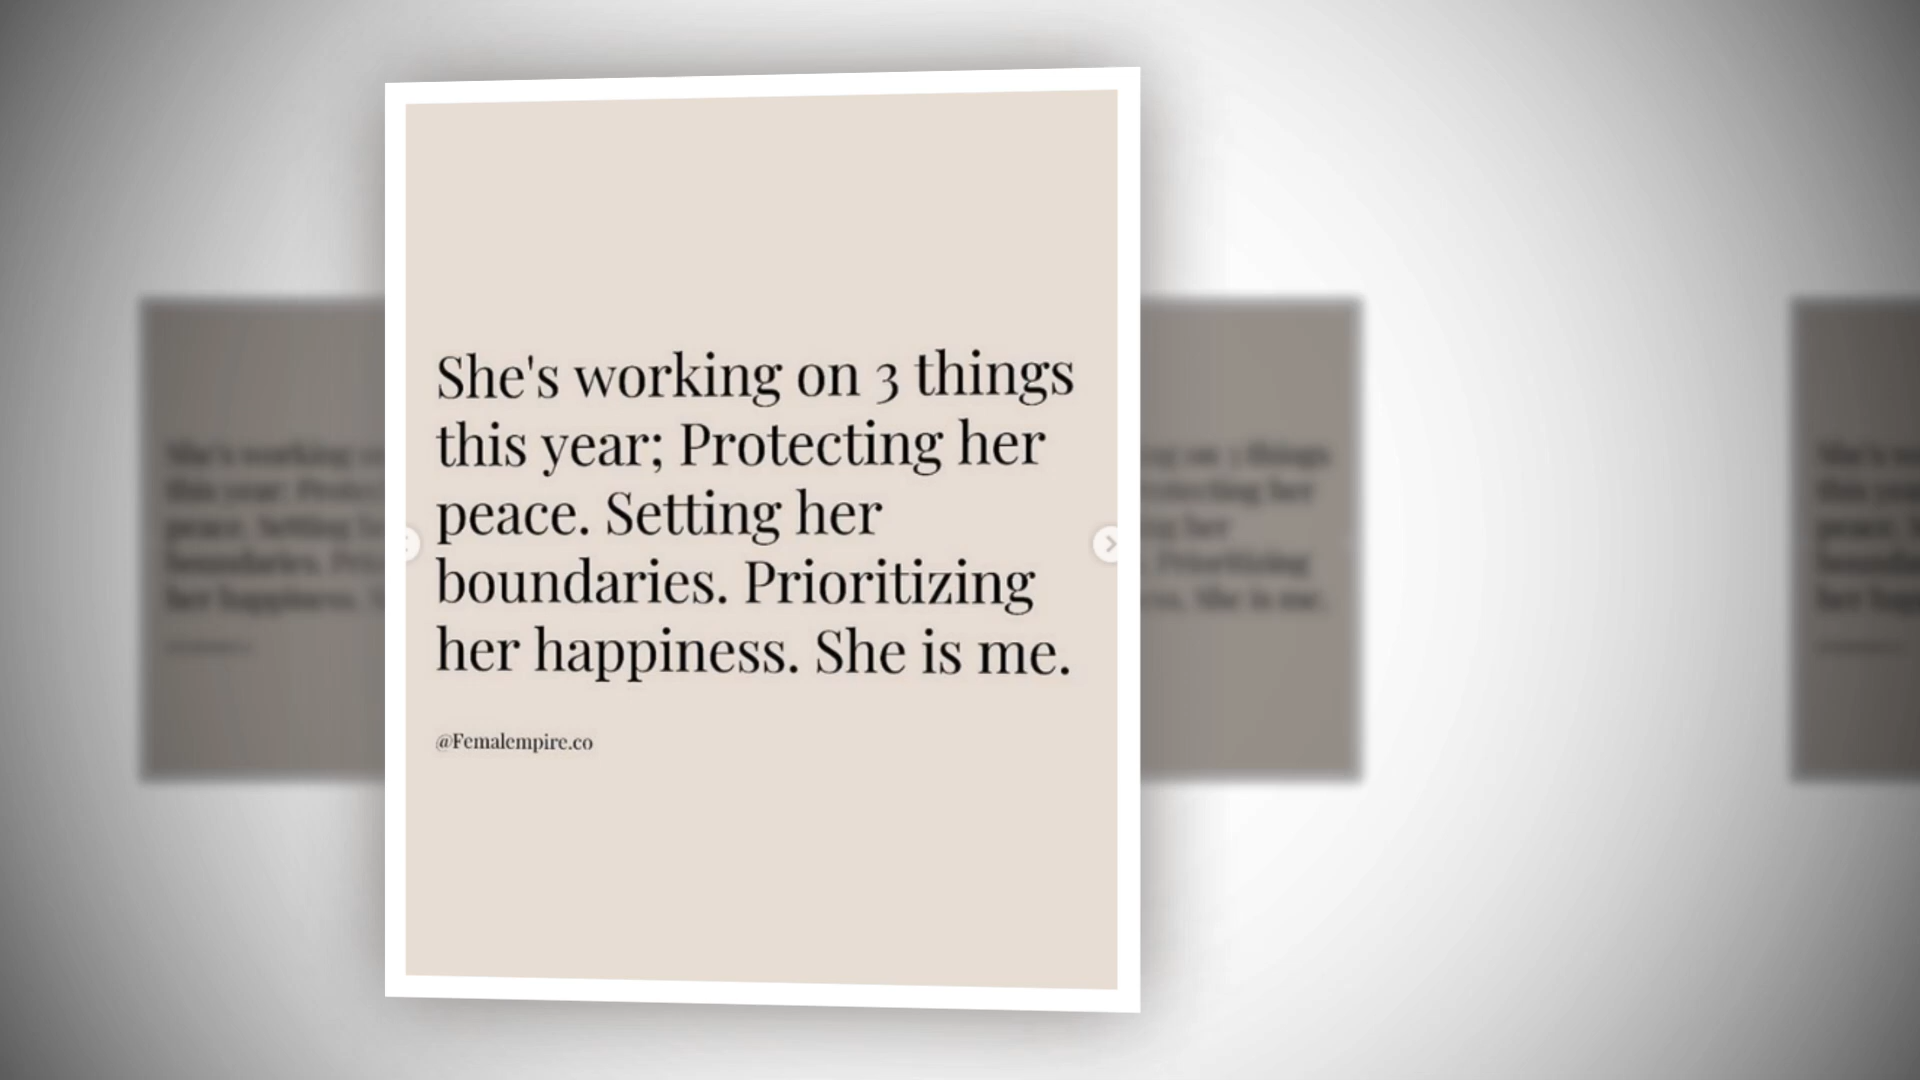 She's working on 3 things
this year; Protecting her
peace. Setting her
boundaries. Prioritizing
her happiness. She is me.
@Femalempire.co